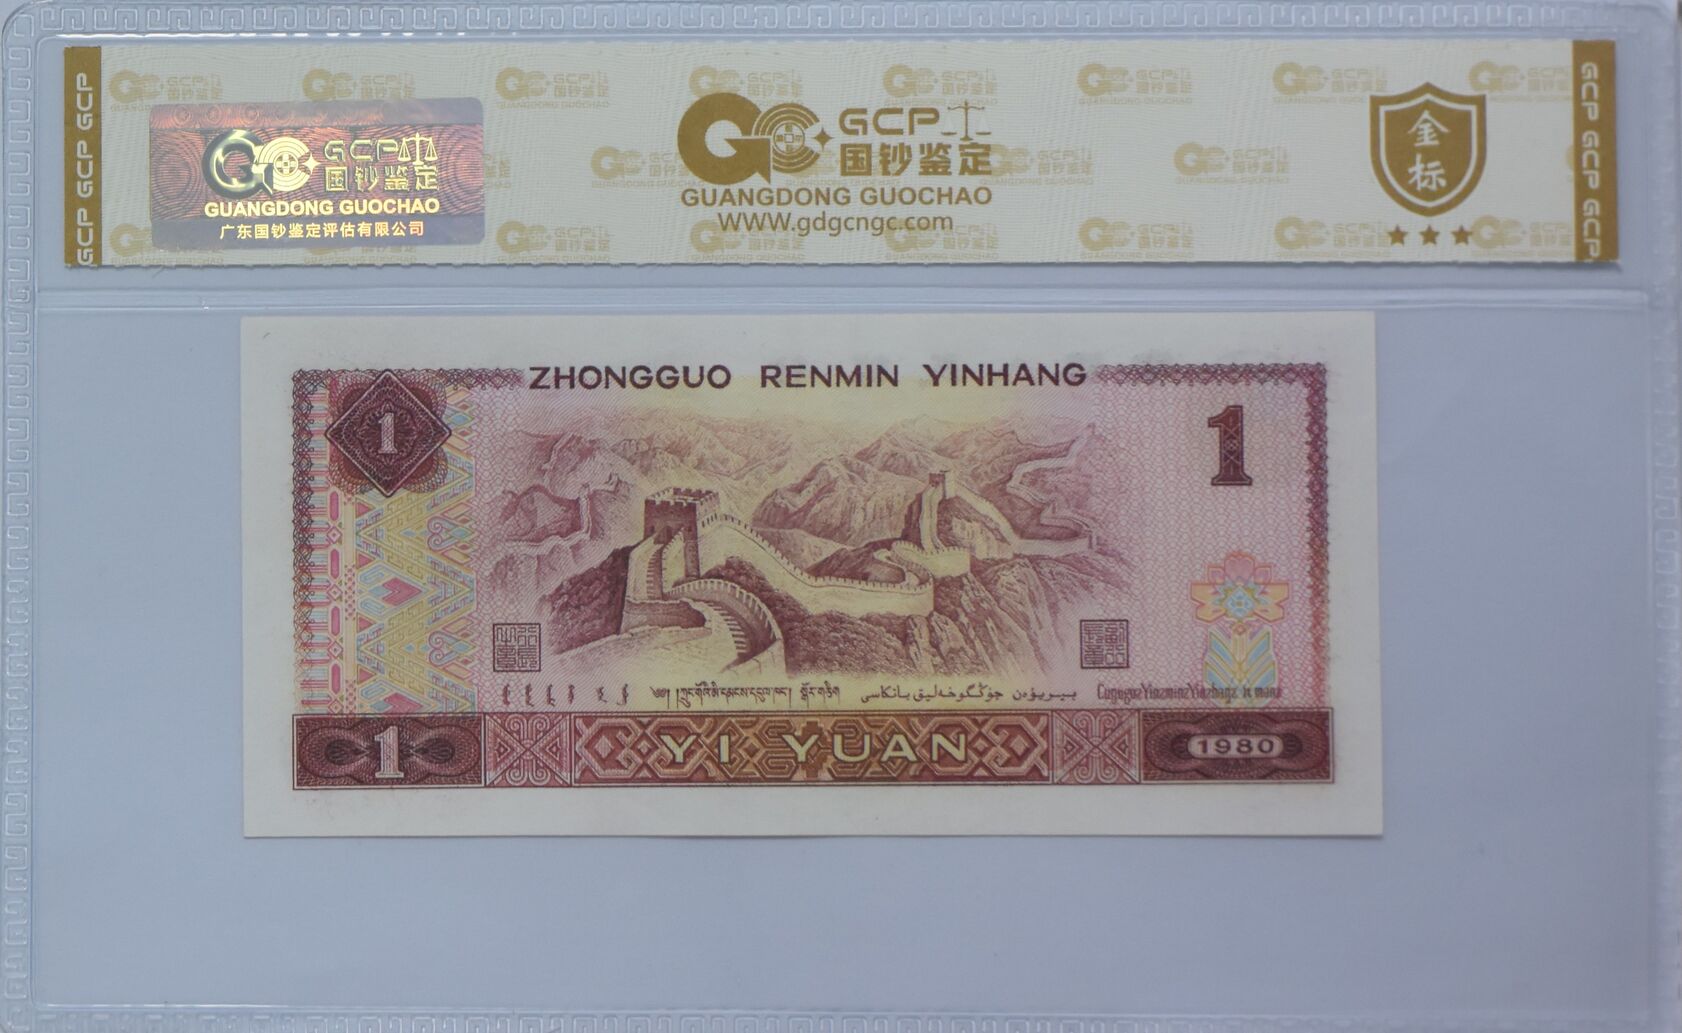 GCP GCP GCP
GCP 国钞鉴定
GUANGDONG GUOCHAO
广东国钞鉴定评估有限公司
GCP
国钞鉴定
GUANGDONG GUOCHAO
WWW.gdgcngc.com
金标
GCP GCP GCP
ZHONGGUO RENMIN YINHANG
1
1
1
YI YUAN
1980